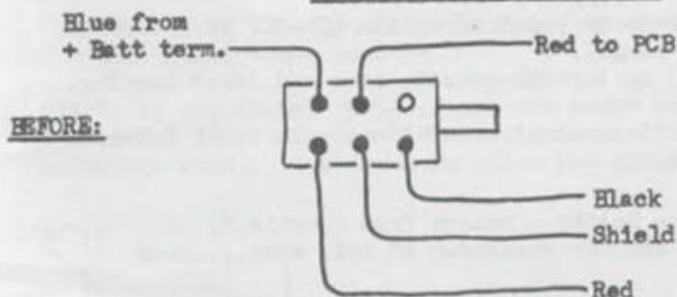 Blue from
+ Batt term.
Red to PCB
BEFORE:
Black
Shield
Red